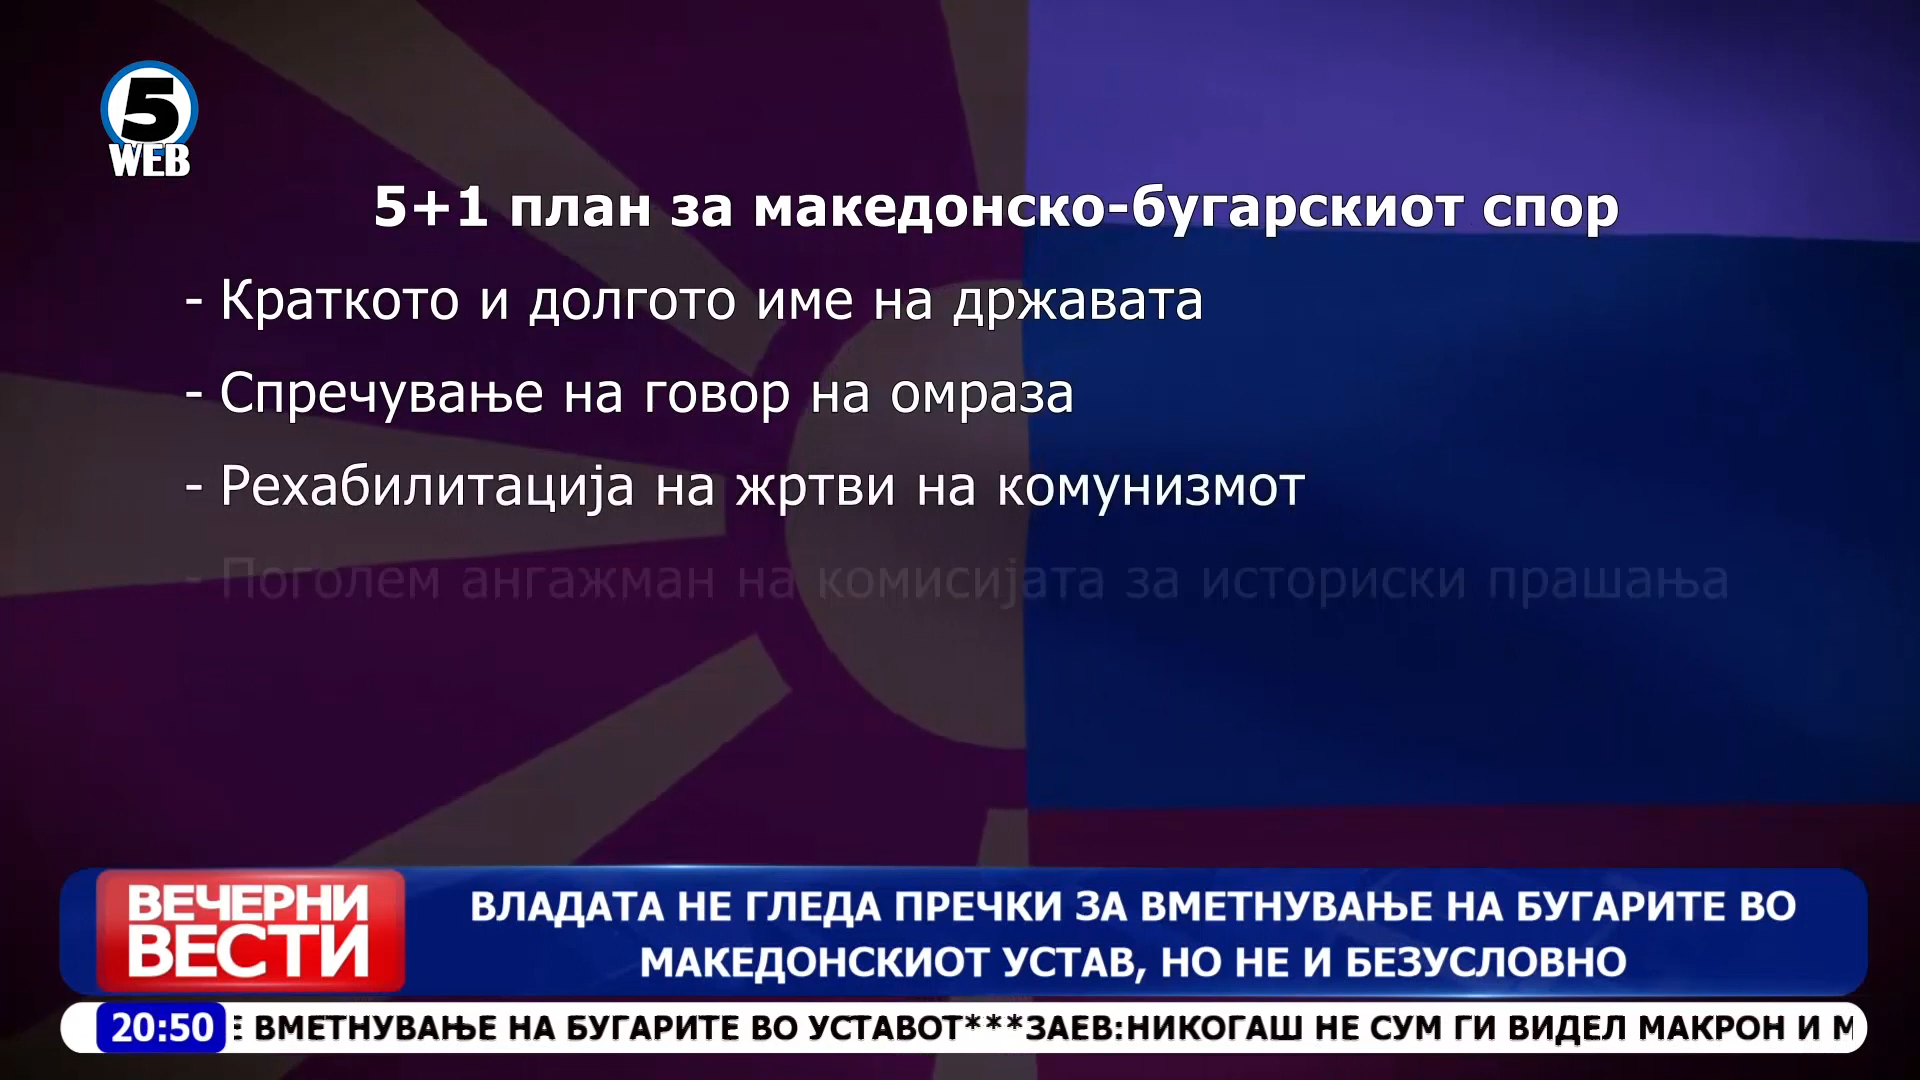 5
WEB
5+1 план за македонско-бугарскиот спор
- Краткото и долгото име на државата
- Спречување на говор на омраза
- Рехабилитација на жртви на комунизмот
- Поголем ангажман на комисијата за историски прашања
ВЕЧЕРНИ
ВЕСТИ
ВЛАДАТА НЕ ГЛЕДА ПРЕЧКИ ЗА ВМЕТНУВАЊЕ НА БУГАРИТЕ ВО
МАКЕДОНСКИОТ УСТАВ, НО НЕ И БЕЗУСЛОВНО
20:50 Е ВМЕТНУВАЊЕ НА БУГАРИТЕ ВО УСТАВОТ***ЗАЕВ:НИКОГАШ НЕ СУМ ГИ ВИДЕЛ МАКРОН И М